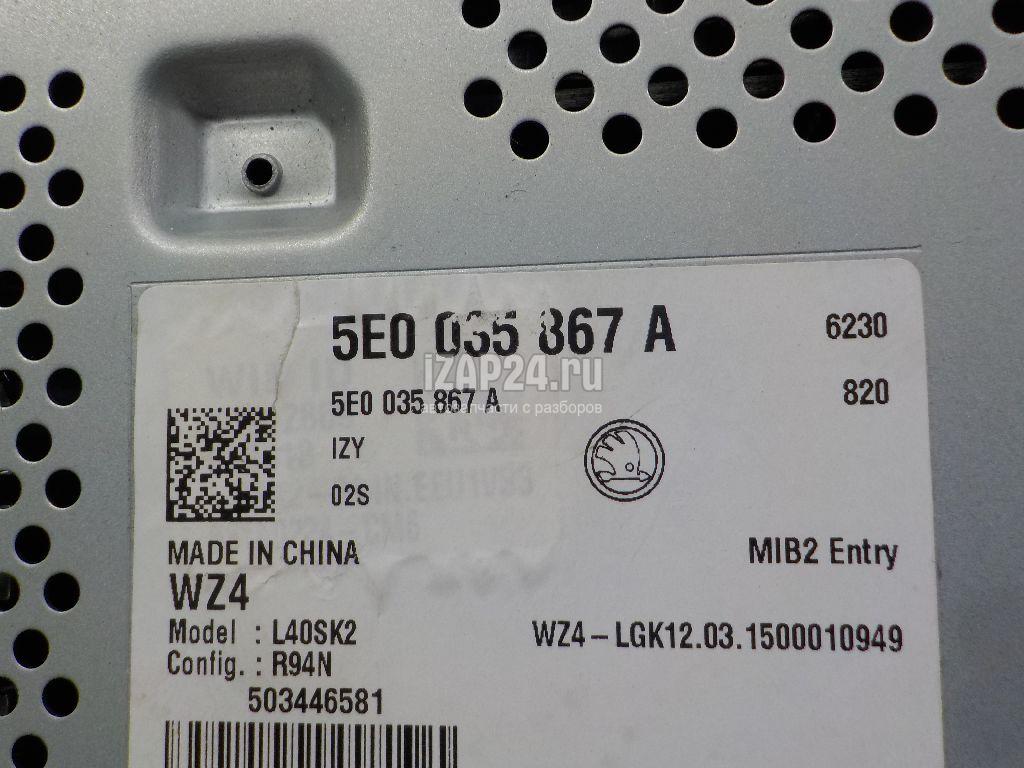 5E0 035 867 A 6230
iZAP24.ru
5E0 035 867 A 820
автозапчасти с разборов
IZY
02S
MADE IN CHINA MIB2 Entry
WZ4
Model : L40SK2 WZ4-LGK12.03.1500010949
Config. : R94N
503446581